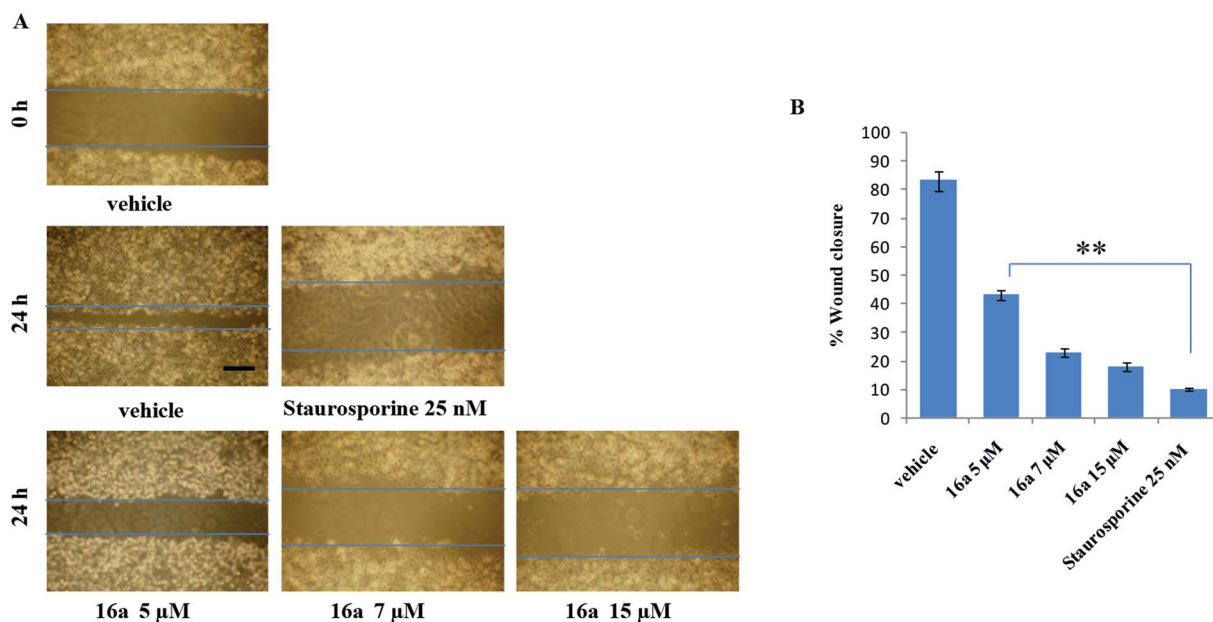 A
0 h
vehicle
24 h
vehicle
Staurosporine 25 nM
24 h
16a 5 μM
16a 7 μM
16a 15 μM
B
% Wound closure
100
90
80
70
60
50
40
30
20
10
0
**
vehicle
16a 5 μM
16a 7 μM
16a 15 μM
Staurosporine 25 nM